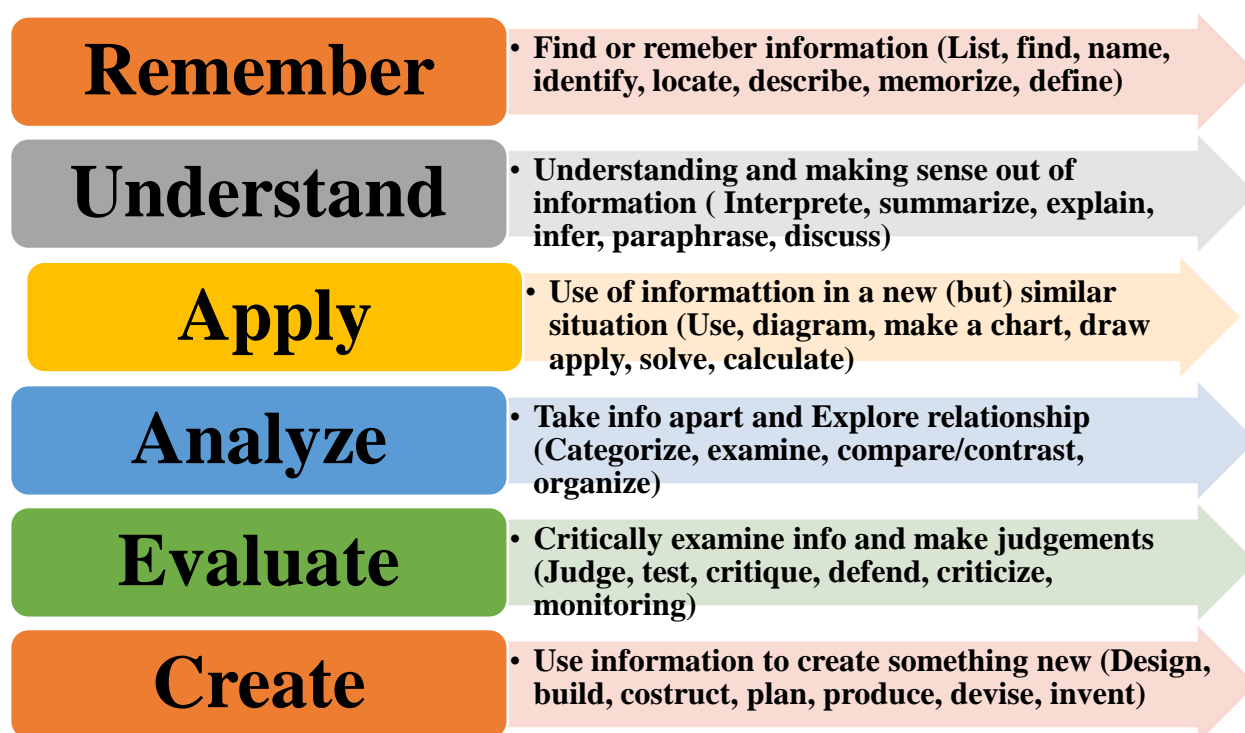 Remember
• Find or remeber information (List, find, name,
identify, locate, describe, memorize, define)
Understand
• Understanding and making sense out of
information ( Interprete, summarize, explain,
infer, paraphrase, discuss)
Apply
• Use of informattion in a new (but) similar
situation (Use, diagram, make a chart, draw
apply, solve, calculate)
Analyze
• Take info apart and Explore relationship
(Categorize, examine, compare/contrast,
organize)
Evaluate
• Critically examine info and make judgements
(Judge, test, critique, defend, criticize,
monitoring)
Create
• Use information to create something new (Design,
build, costruct, plan, produce, devise, invent)